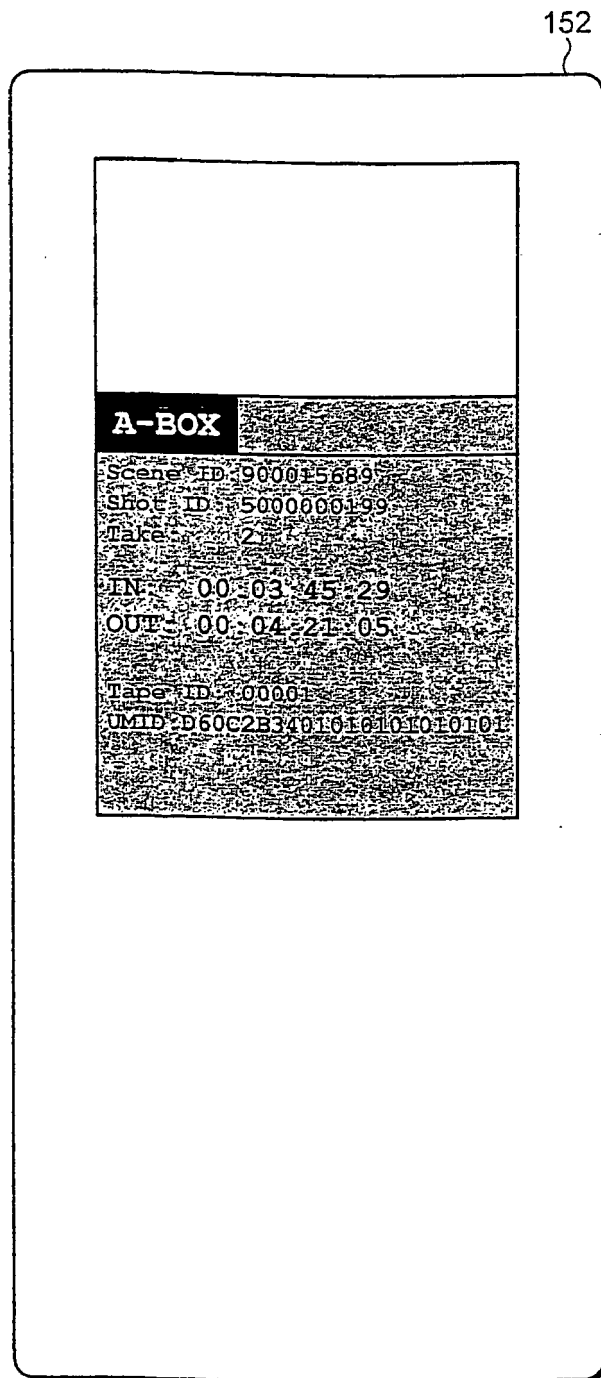 152
A-BOX
Scene ID 900015689
Shot ID 5000000199
Take 2
IN: 00:03:45:29
OUT: 00:04:21:05
Tape ID 00001
UMID D60C2B3401010101010101